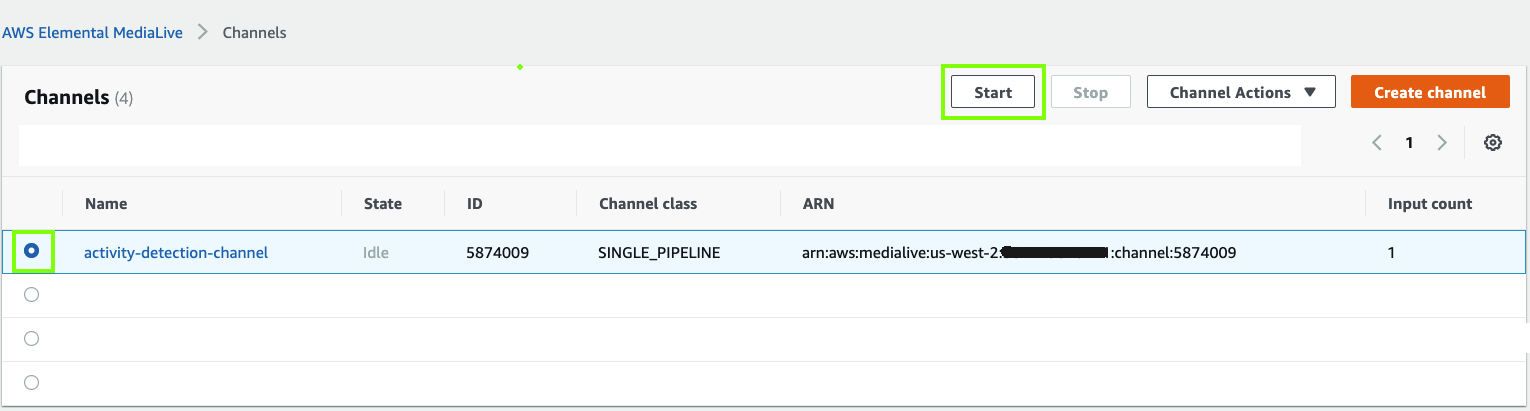 AWS Elemental MediaLive > Channels
Channels (4)
Start
Stop
Channel Actions
Create channel
1
Name State ID Channel class ARN Input count
activity-detection-channel Idle 5874009 SINGLE_PIPELINE arn:aws:medialive:us-west-2: :channel:5874009 1